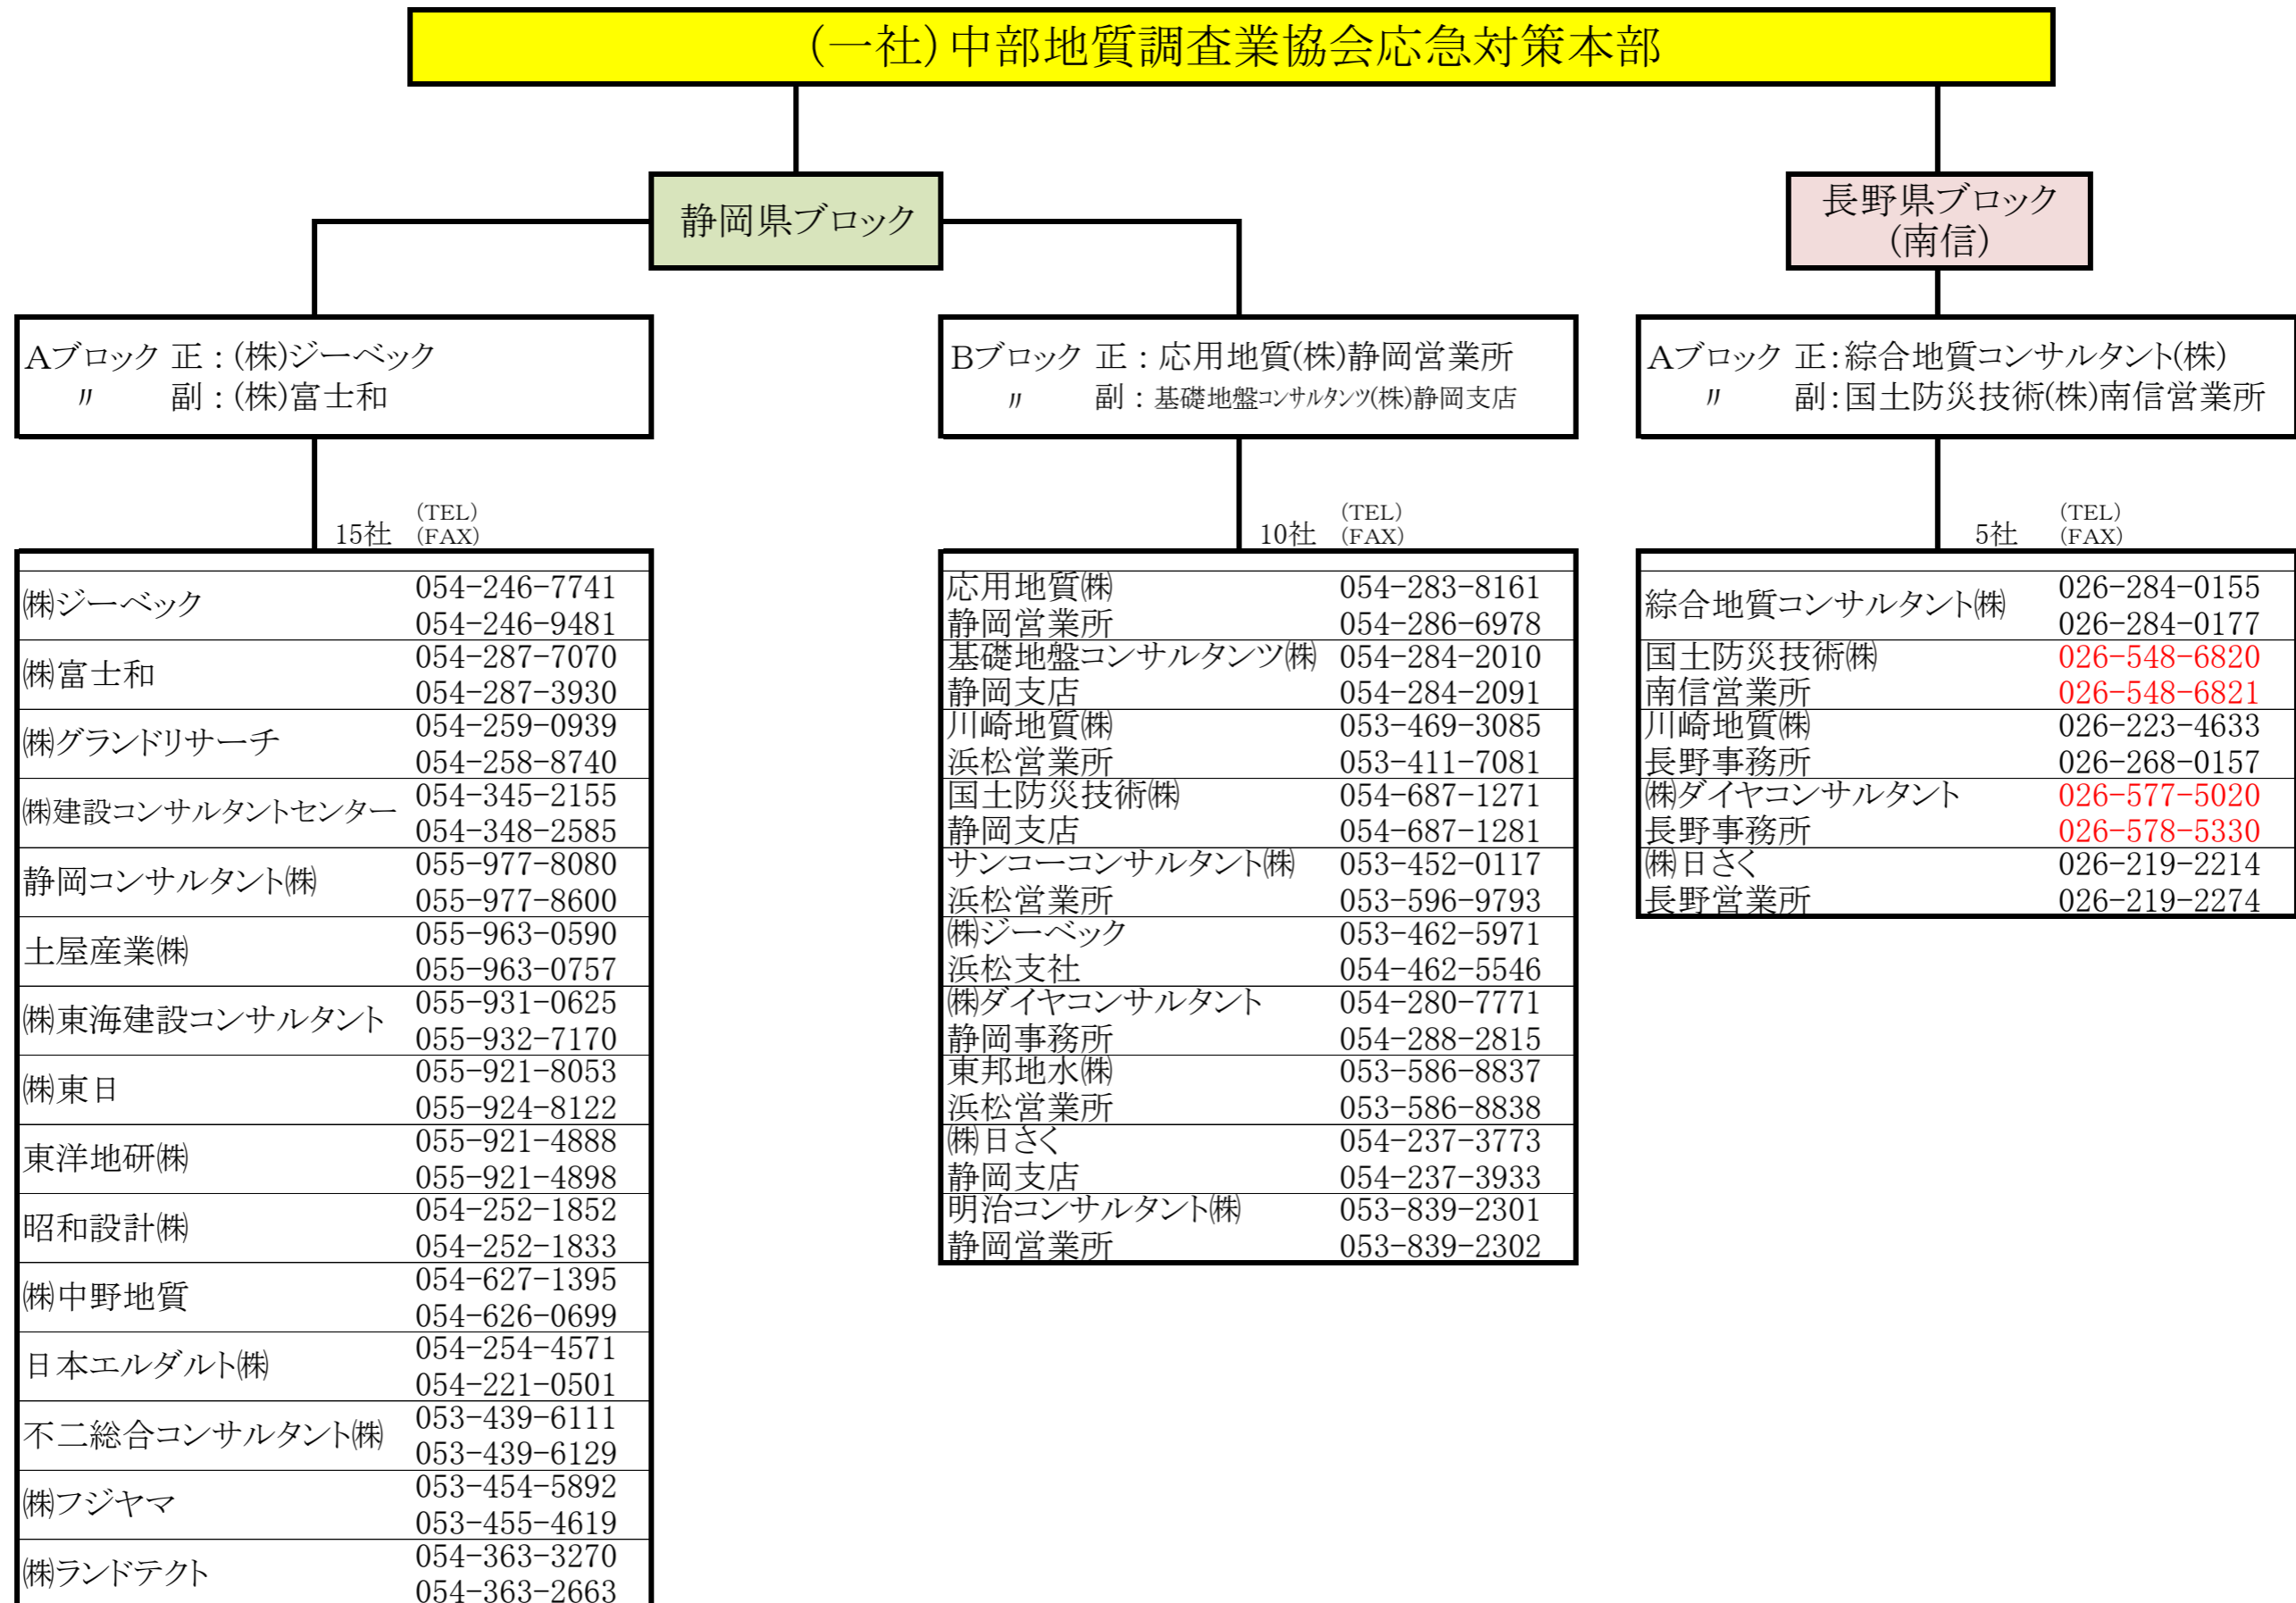 (一社)中部地質調査業協会応急対策本部
静岡県ブロック
長野県ブロック
(南信)
Aブロック 正:(株)ジーベック
〃 副:(株)富士和
Bブロック 正:応用地質(株)静岡営業所
〃 副:基礎地盤コンサルタンツ(株)静岡支店
Aブロック 正:綜合地質コンサルタント(株)
〃 副:国土防災技術(株)南信営業所
(TEL)
15社 (FAX)
㈱ジーベック 054-246-7741
054-246-9481
㈱富士和 054-287-7070
054-287-3930
㈱グランドリサーチ 054-259-0939
054-258-8740
㈱建設コンサルタントセンター 054-345-2155
054-348-2585
静岡コンサルタント㈱ 055-977-8080
055-977-8600
土屋産業㈱ 055-963-0590
055-963-0757
㈱東海建設コンサルタント 055-931-0625
055-932-7170
㈱東日 055-921-8053
055-924-8122
東洋地研㈱ 055-921-4888
055-921-4898
昭和設計㈱ 054-252-1852
054-252-1833
㈱中野地質 054-627-1395
054-626-0699
日本エルダルト㈱ 054-254-4571
054-221-0501
不二総合コンサルタント㈱ 053-439-6111
053-439-6129
㈱フジヤマ 053-454-5892
053-455-4619
㈱ランドテクト 054-363-3270
054-363-2663
(TEL)
10社 (FAX)
応用地質㈱ 054-283-8161
静岡営業所 054-286-6978
基礎地盤コンサルタンツ㈱ 054-284-2010
静岡支店 054-284-2091
川崎地質㈱ 053-469-3085
浜松営業所 053-411-7081
国土防災技術㈱ 054-687-1271
静岡支店 054-687-1281
サンコーコンサルタント㈱ 053-452-0117
浜松営業所 053-596-9793
㈱ジーベック 053-462-5971
浜松支社 054-462-5546
㈱ダイヤコンサルタント 054-280-7771
静岡事務所 054-288-2815
東邦地水㈱ 053-586-8837
浜松営業所 053-586-8838
㈱日さく 054-237-3773
静岡支店 054-237-3933
明治コンサルタント㈱ 053-839-2301
静岡営業所 053-839-2302
(TEL)
5社 (FAX)
綜合地質コンサルタント㈱ 026-284-0155
026-284-0177
国土防災技術㈱ 026-548-6820
南信営業所 026-548-6821
川崎地質㈱ 026-223-4633
長野事務所 026-268-0157
㈱ダイヤコンサルタント 026-577-5020
長野事務所 026-578-5330
㈱日さく 026-219-2214
長野営業所 026-219-2274